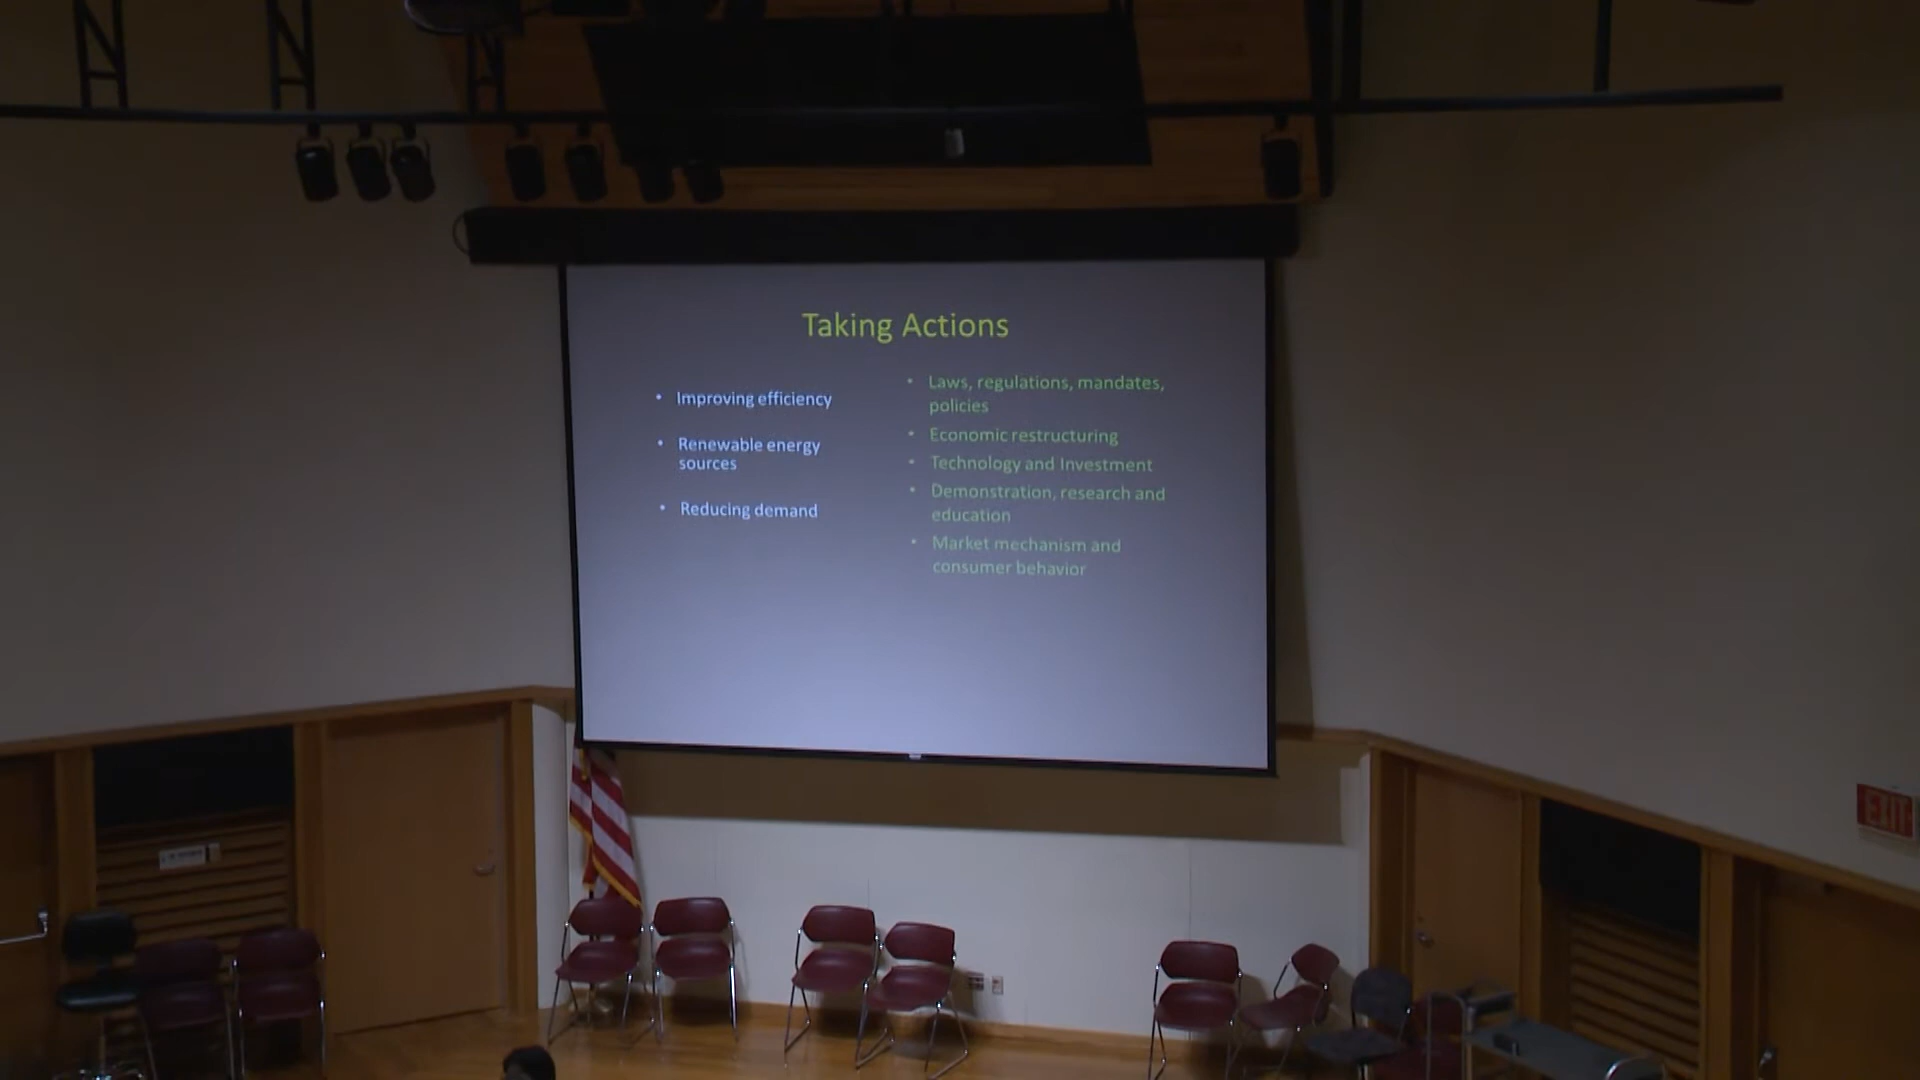 Taking Actions
• Improving efficiency
• Renewable energy
sources
• Reducing demand
• Laws, regulations, mandates,
policies
• Economic restructuring
• Technology and Investment
• Demonstration, research and
education
• Market mechanism and
consumer behavior
EXIT